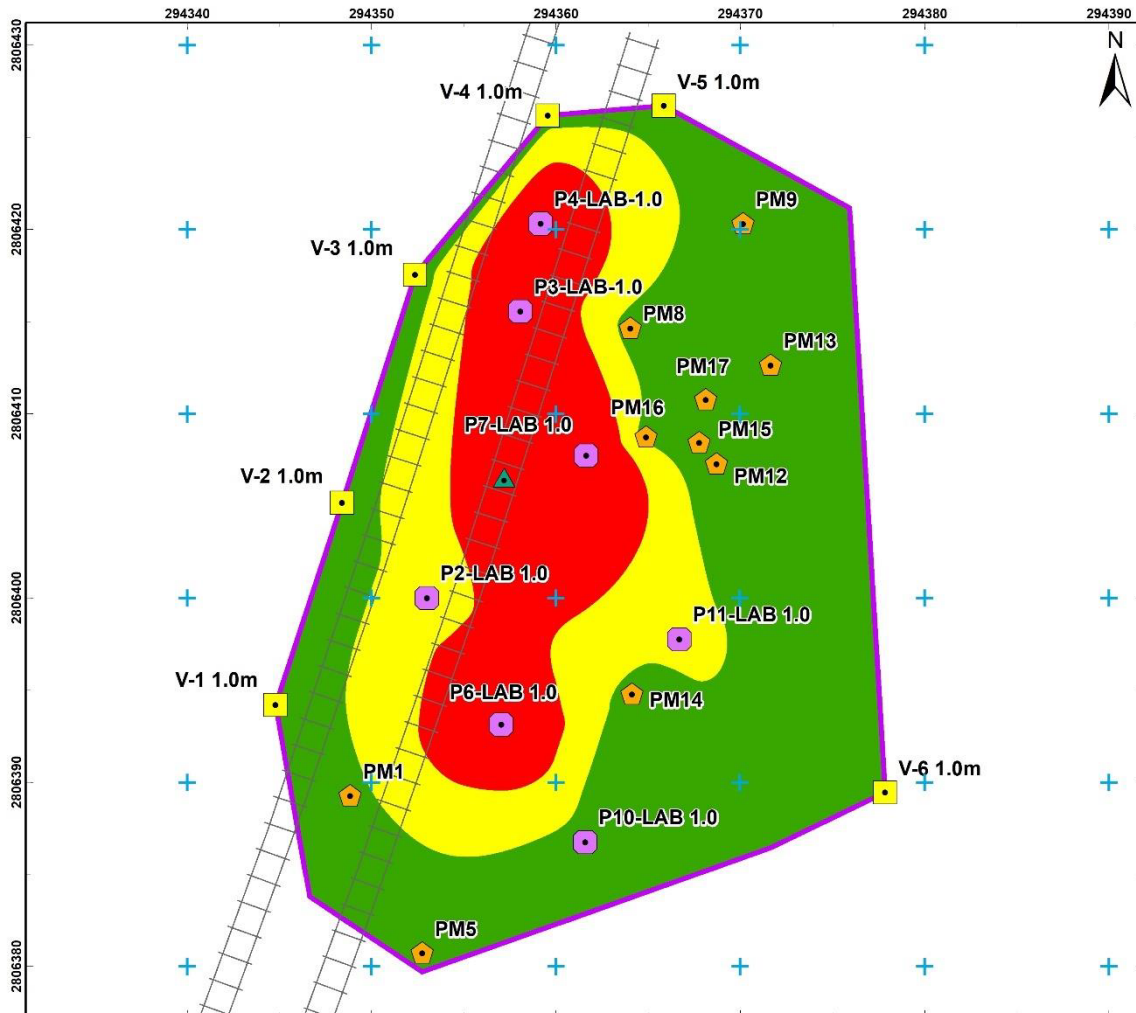 294340 294350 294360 294370 294380 294390
2806430
N
V-5 1.0m
V-4 1.0m
P4-LAB-1.0
PM9
2806420
V-3 1.0m
P3-LAB-1.0
PM8
PM13
PM17
2806410
PM16
P7-LAB 1.0
PM15
V-2 1.0m
PM12
P2-LAB 1.0
2806400
P11-LAB 1.0
V-1 1.0m
P6-LAB 1.0
PM14
PM1
V-6 1.0m
2806390
P10-LAB 1.0
PM5
2806380